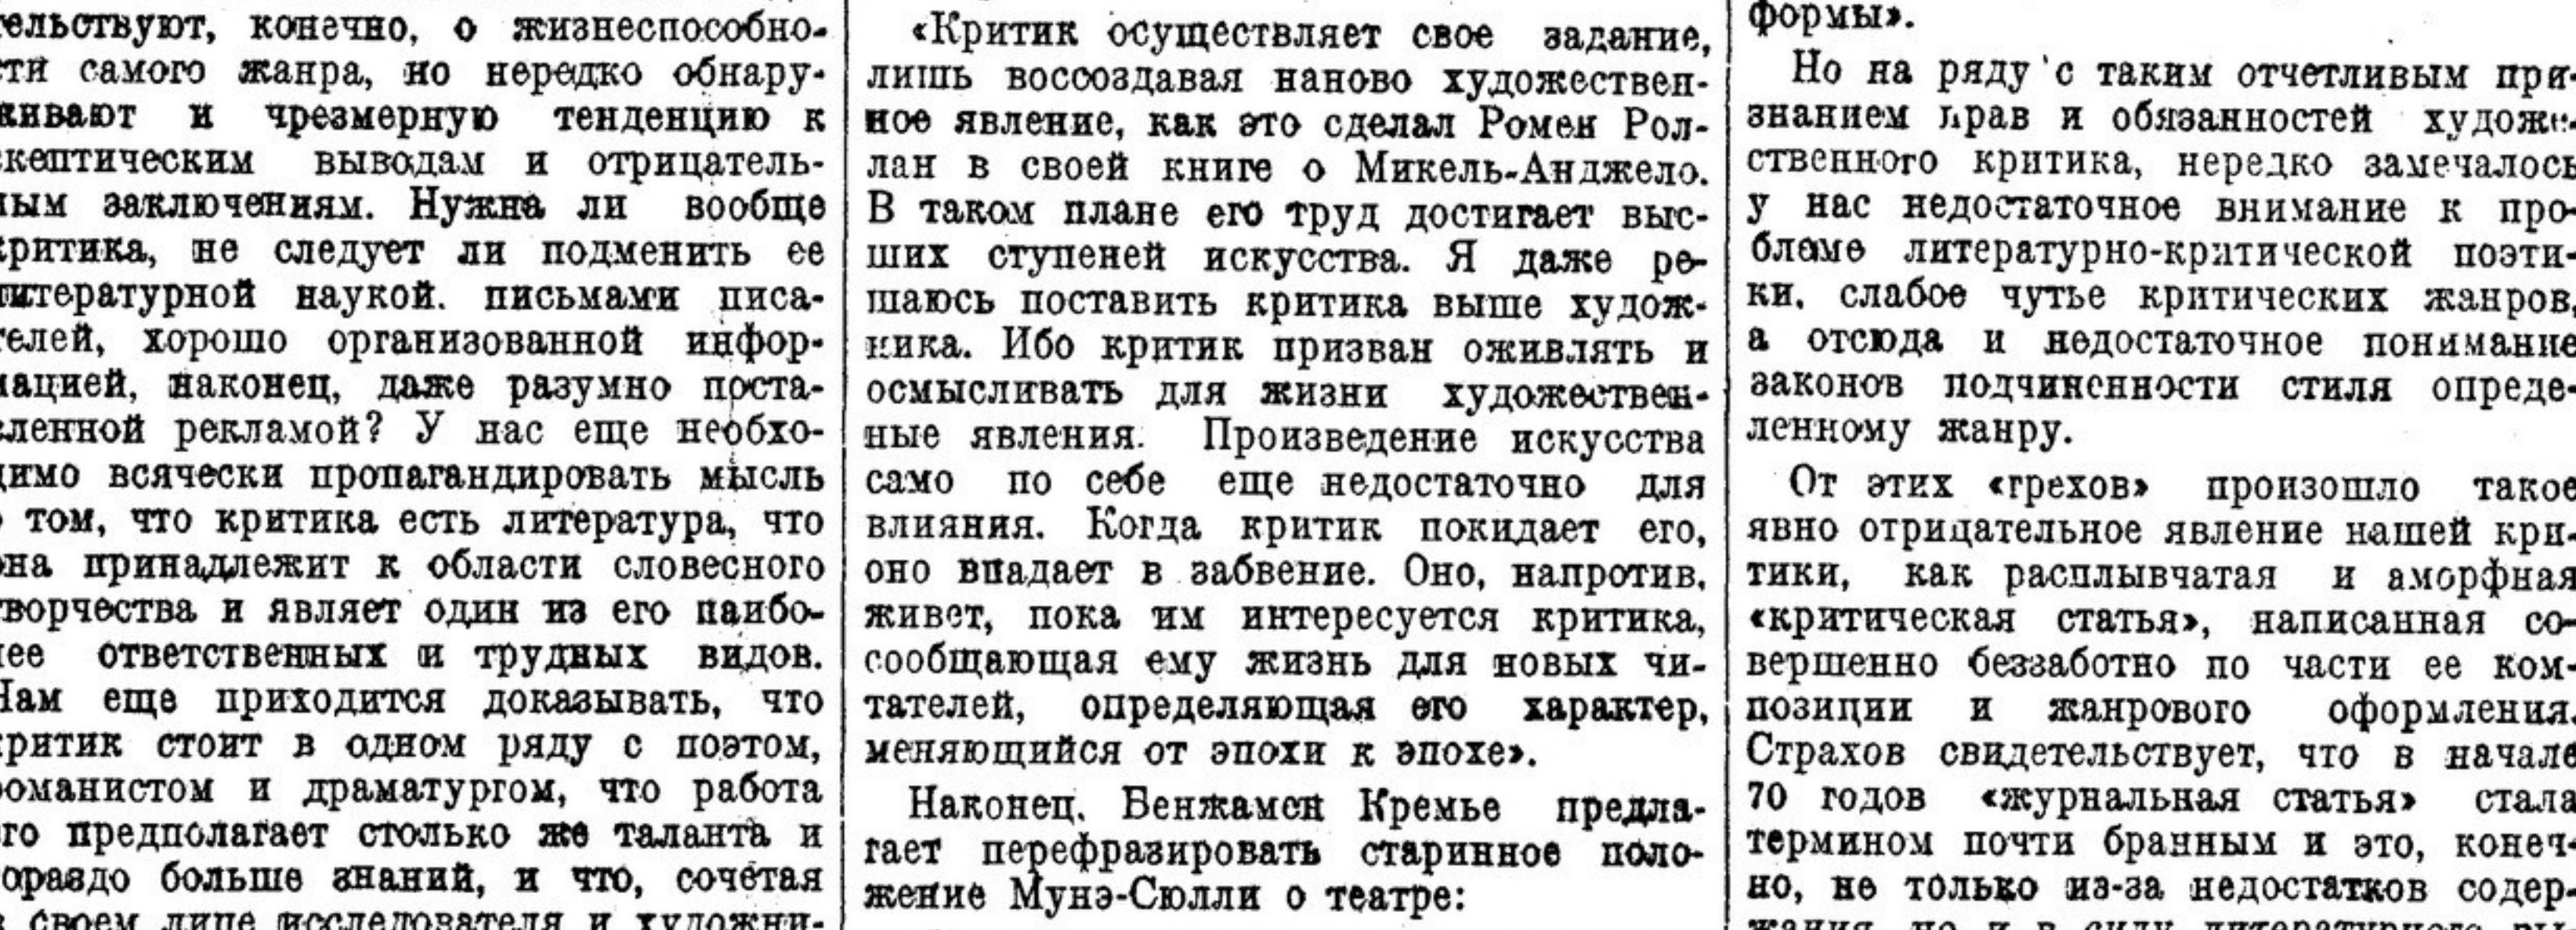 тельствуют, конечно, о жизнеспособно-
сти самого жанра, но нередко обнару-
живают и чрезмерную тенденцию к
скептическим выводам и отрицатель-
ным заключениям. Нужна ли вообще
критика, не следует ли подменить ее
литературной наукой. письмами писа-
телей, хорошо организованной инфор-
мацией, наконец, даже разумно поста-
вленной рекламой? У нас еще необхо-
димо всячески пропагандировать мысль
о том, что критика есть литература, что
она принадлежит к области словесного
творчества и являет один из его наибо-
лее ответственных и трудных видов.
Нам еще приходится доказывать, что
критик стоит в одном ряду с поэтом,
романистом и драматургом, что работа
его предполагает столько же таланта и
гораздо больше знаний, и что, сочетая
в своем лице исследователя и художни-
«Критик осуществляет свое задание,
лишь воссоздавая наново художествен-
ное явление, как это сделал Ромен Рол-
лан в своей книге о Микель-Анджело.
В таком плане его труд достигает выс-
ших ступеней искусства. Я даже ре-
шаюсь поставить критика выше худож-
ника. Ибо критик призван оживлять и
осмысливать для жизни художествен-
ные явления. Произведение искусства
само по себе еще недостаточно для
влияния. Когда критик покидает его,
оно впадает в забвение. Оно, напротив,
живет, пока им интересуется критика,
сообщающая ему жизнь для новых чи-
тателей, определяющая его характер,
меняющийся от эпохи к эпохе».
Наконец, Бенжамен Кремье предла-
гает перефразировать старинное поло-
жение Мунэ-Сюлли о театре:
формы».
Но на ряду с таким отчетливым при-
знанием прав и обязанностей художе-
ственного критика, нередко замечалось
у нас недостаточное внимание к про-
блеме литературно-критической поэти-
ки, слабое чутье критических жанров,
а отсюда и недостаточное понимание
законов подчиненности стиля опреде-
ленному жанру.
От этих «грехов» произошло такое
явно отрицательное явление нашей кри-
тики, как расплывчатая и аморфная
«критическая статья», написанная со-
вершенно беззаботно по части ее ком-
позиции и жанрового оформления.
Страхов свидетельствует, что в начале
70 годов «журнальная статья» стала
термином почти бранным и это, конеч-
но, не только из-за недостатков содер-
жания, но и в силу литературного